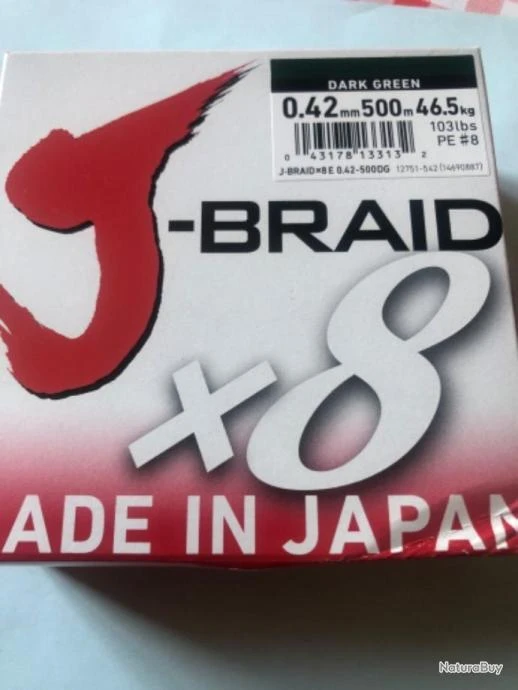 DARK GREEN
0.42mm 500m 46.5kg
103lbs
PE #8
0 43178 13313 2
J-BRAID×8E 0.42-500DG 12751-542 (14690887)
J-BRAID
×8
ADE IN JAPAN
NaturaBuy